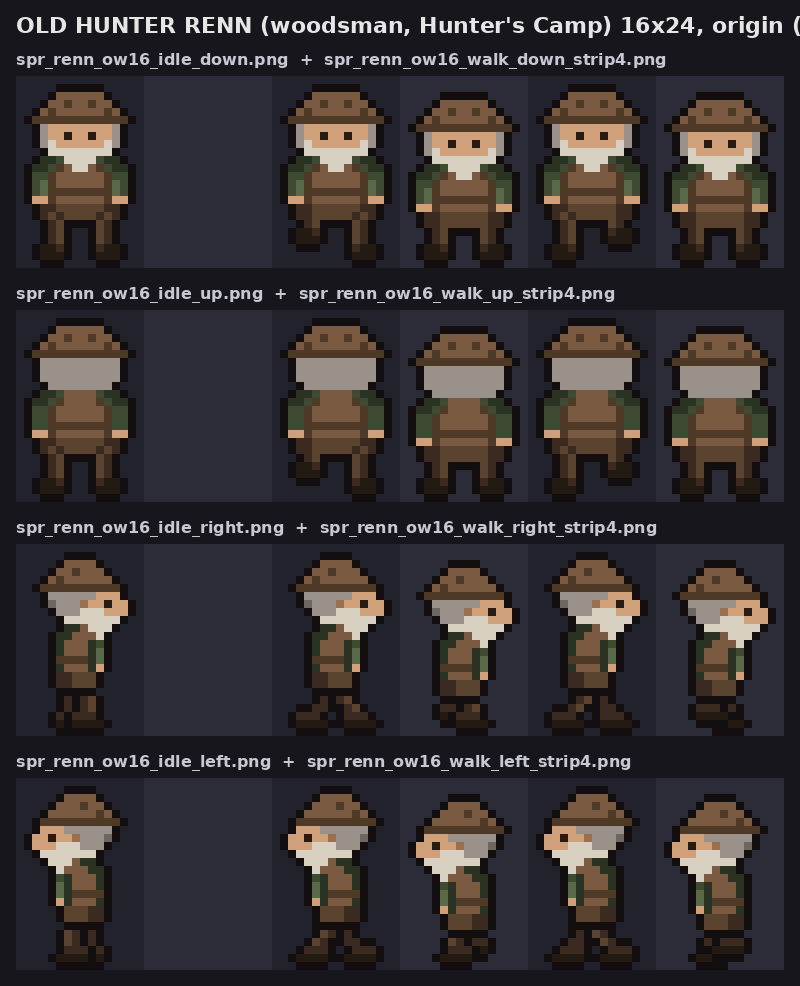 OLD HUNTER RENN (woodsman, Hunter's Camp) 16x24, origin (
spr_renn_ow16_idle_down.png + spr_renn_ow16_walk_down_strip4.png
spr_renn_ow16_idle_up.png + spr_renn_ow16_walk_up_strip4.png
spr_renn_ow16_idle_right.png + spr_renn_ow16_walk_right_strip4.png
spr_renn_ow16_idle_left.png + spr_renn_ow16_walk_left_strip4.png